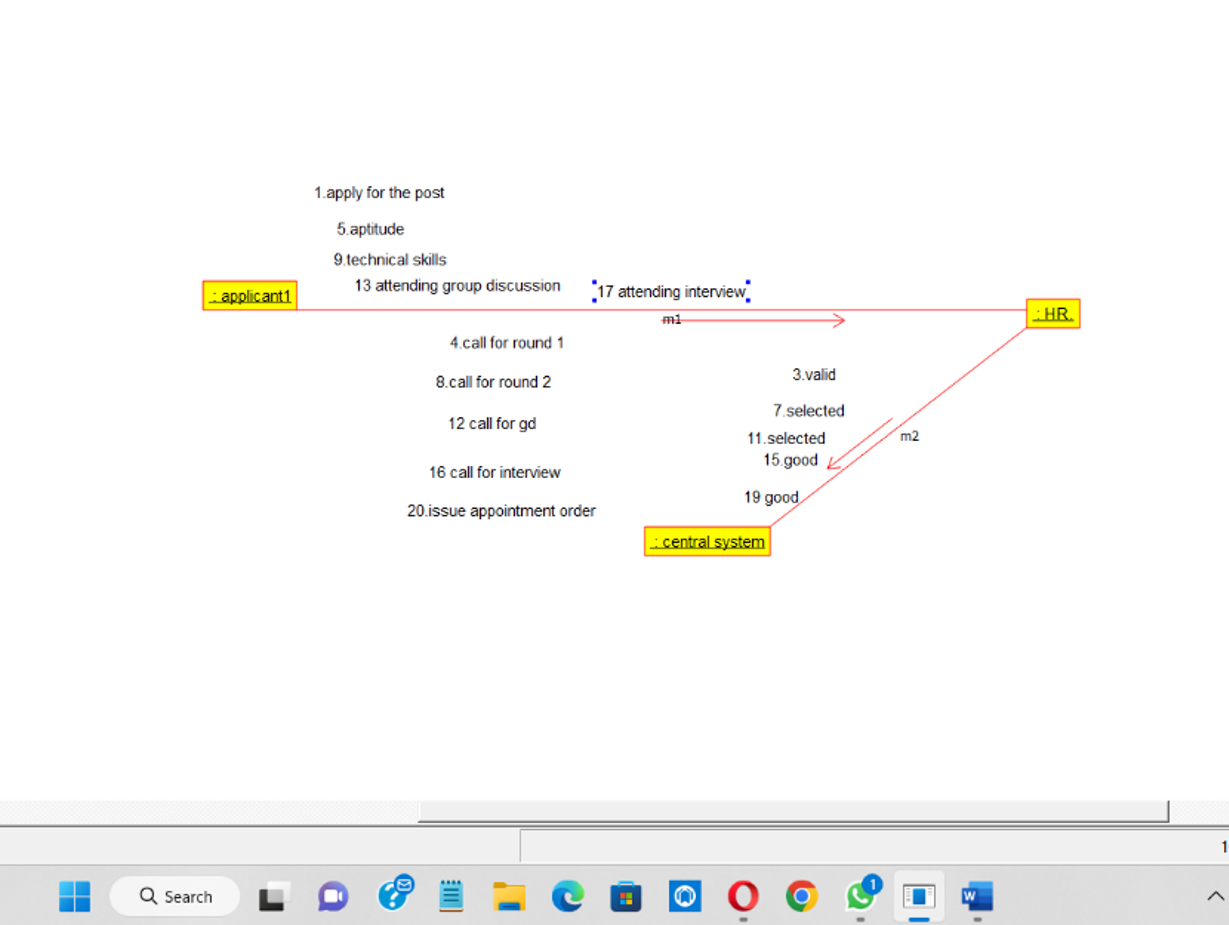 1.apply for the post
5.aptitude
9.technical skills
13 attending group discussion
17 attending interview
: applicant1
: HR.
m1
4.call for round 1
3.valid
8.call for round 2
7.selected
12 call for gd
m2
11.selected
15.good
16 call for interview
19 good
20.issue appointment order
: central system
1
Search
1
W